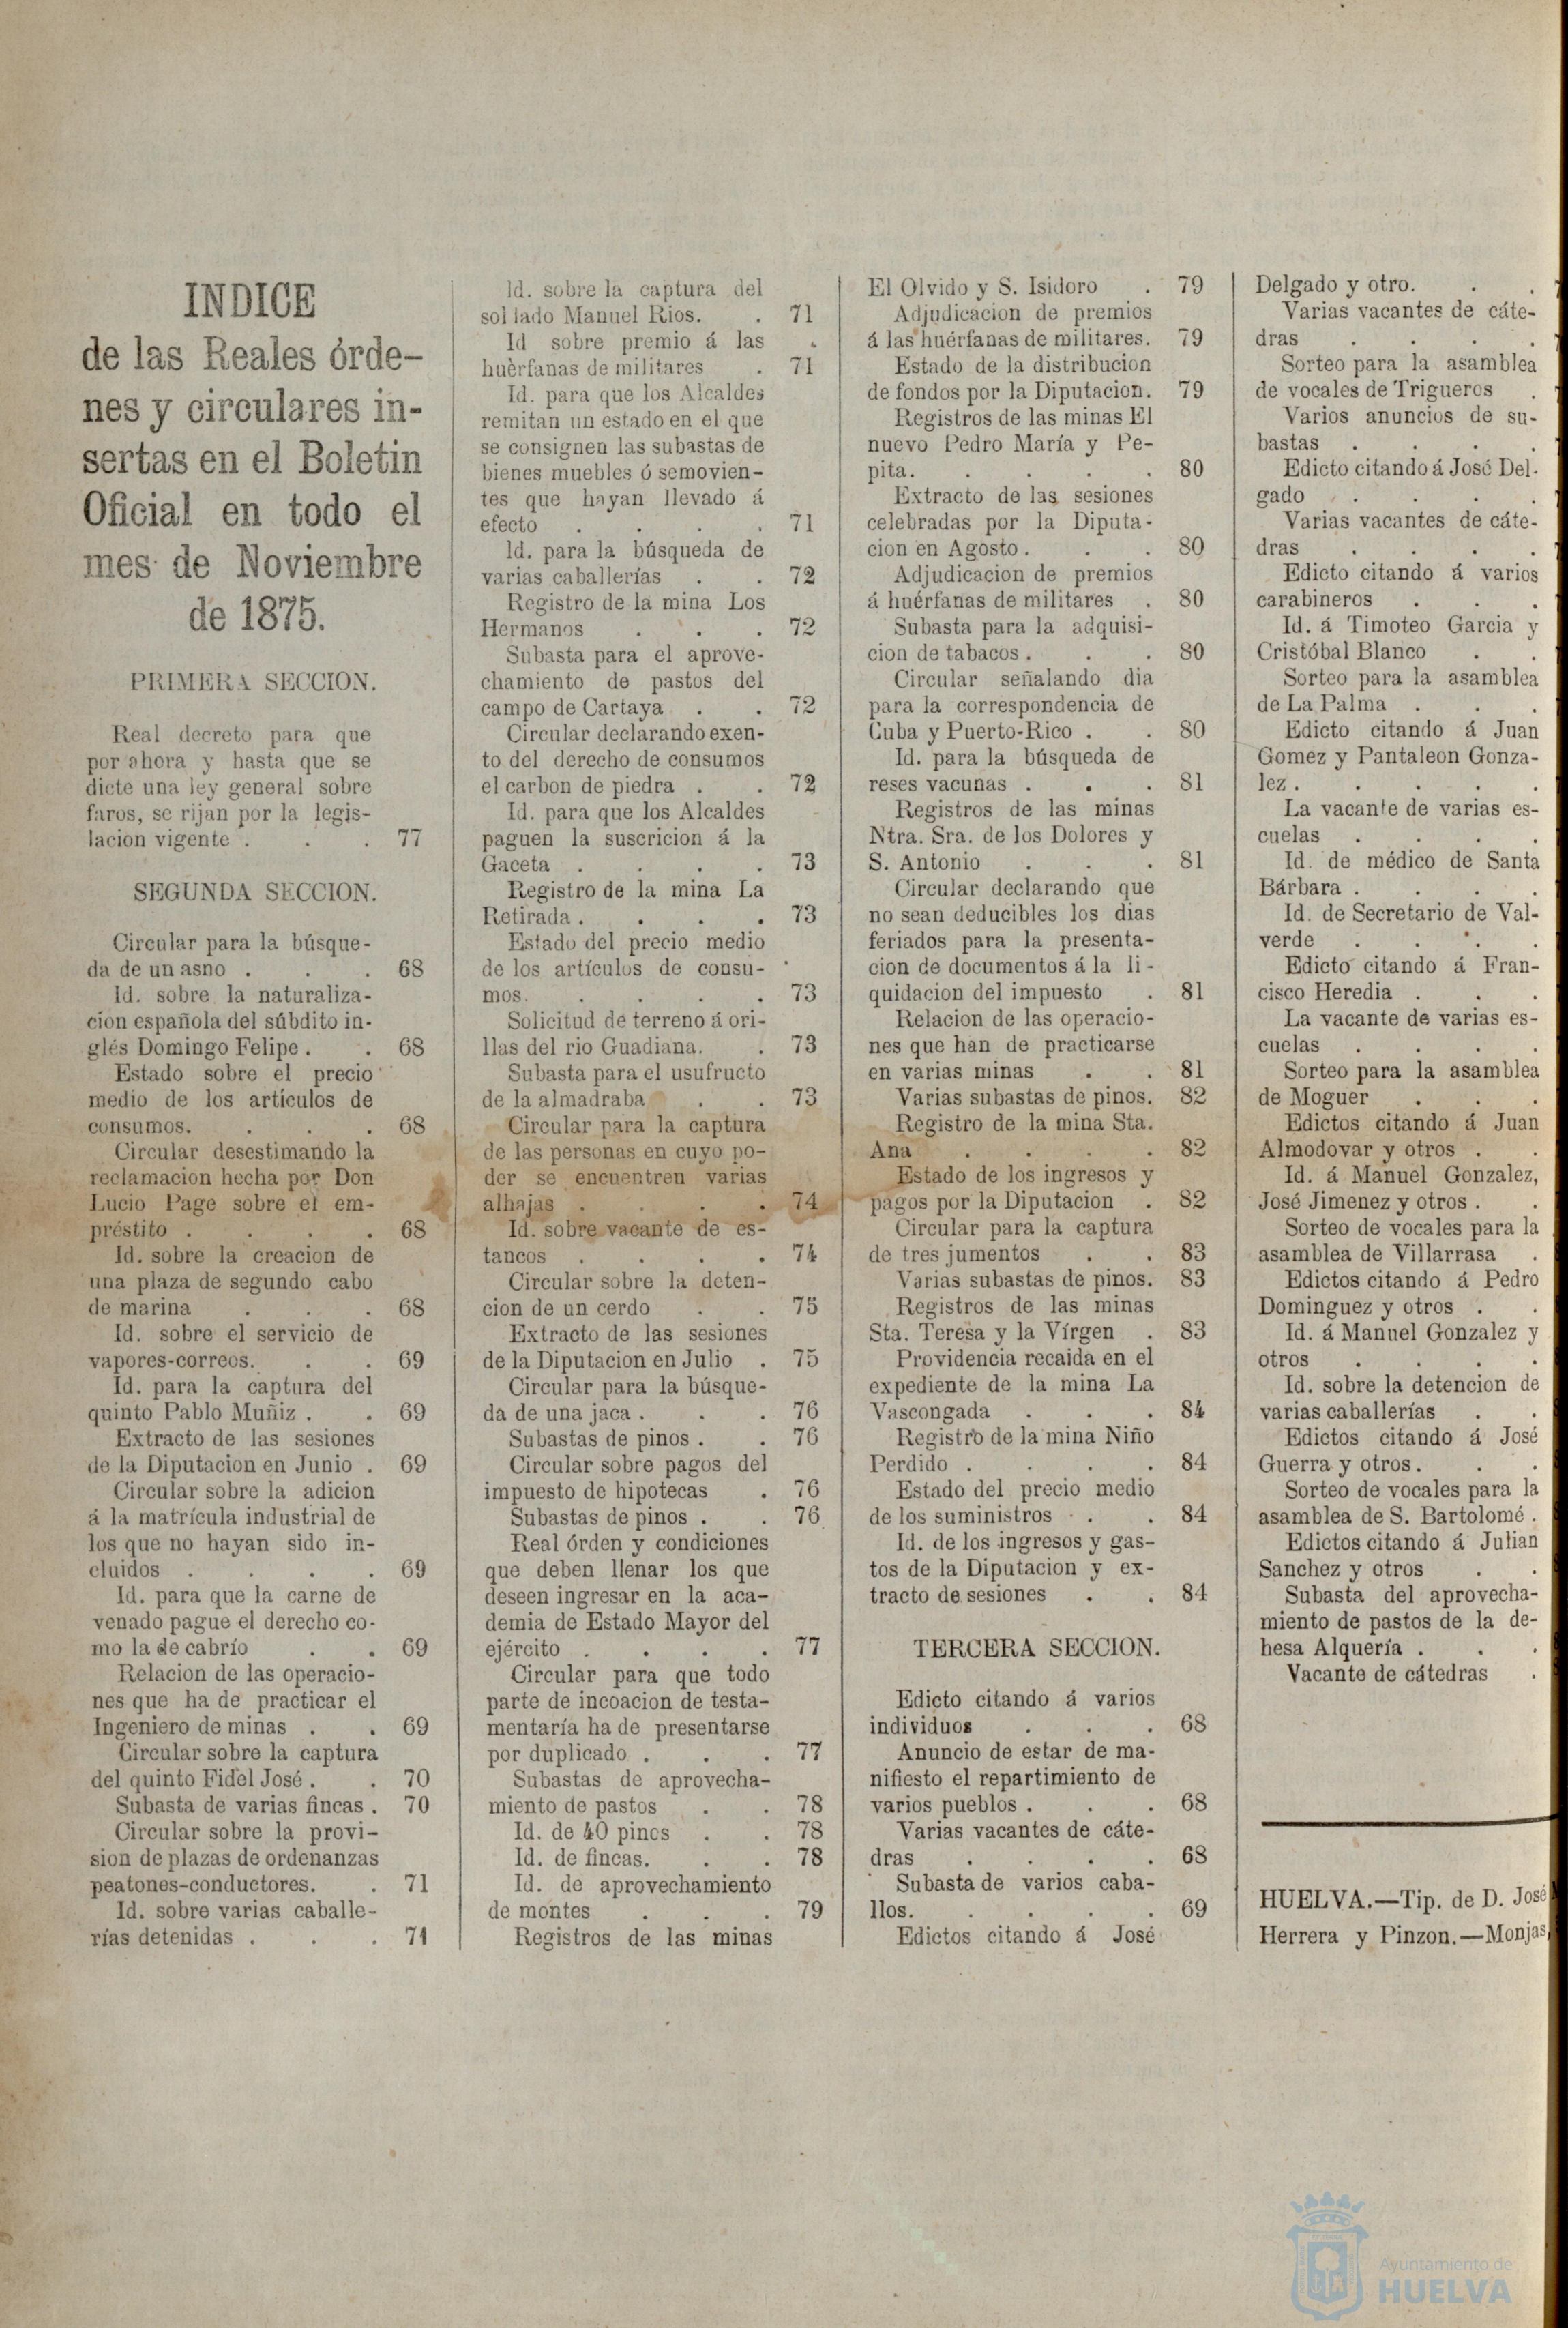 INDICE
de las Reales órde-
nes y circulares in-
sertas en el Boletin
Oficial en todo el
mes de Noviembre
de 1875.
PRIMERA SECCION.
Real decreto para que
por ahora y hasta que se
dicte una ley general sobre
faros, se rijan por la legis-
lacion vigente . . . 77
SEGUNDA SECCION.
Circular para la búsque-
da de un asno . . . 68
Id. sobre la naturaliza-
cion española del súbdito in-
glés Domingo Felipe . . 68
Estado sobre el precio
medio de los artículos de
consumos. . . . 68
Circular desestimando la
reclamacion hecha por Don
Lucio Page sobre el em-
préstito . . . . 68
Id. sobre la creacion de
una plaza de segundo cabo
de marina . . . 68
Id. sobre el servicio de
vapores-correos. . . 69
Id. para la captura del
quinto Pablo Muñiz . . 69
Extracto de las sesiones
de la Diputacion en Junio . 69
Circular sobre la adicion
á la matrícula industrial de
los que no hayan sido in-
cluidos . . . . 69
Id. para que la carne de
venado pague el derecho co-
mo la de cabrío . . 69
Relacion de las operacio-
nes que ha de practicar el
Ingeniero de minas . . 69
Circular sobre la captura
del quinto Fidel José . . 70
Subasta de varias fincas . 70
Circular sobre la provi-
sion de plazas de ordenanzas
peatones-conductores. . 71
Id. sobre varias caballe-
rías detenidas . . . 71
Id. sobre la captura del
sol lado Manuel Rios. . 71
Id sobre premio á las
huèrfanas de militares . 71
Id. para que los Alcaldes
remitan un estado en el que
se consignen las subastas de
bienes muebles ó semovien-
tes que hayan llevado á
efecto . . . . 71
Id. para la búsqueda de
varias caballerías . . 72
Registro de la mina Los
Hermanos . . . 72
Subasta para el aprove-
chamiento de pastos del
campo de Cartaya . . 72
Circular declarando exen-
to del derecho de consumos
el carbon de piedra . . 72
Id. para que los Alcaldes
paguen la suscricion á la
Gaceta . . . . 73
Registro de la mina La
Retirada . . . . 73
Estado del precio medio
de los artículos de consu-
mos. . . . . 73
Solicitud de terreno á ori-
llas del rio Guadiana. . 73
Subasta para el usufructo
de la almadraba . . 73
Circular para la captura
de las personas en cuyo po-
der se encuentren varias
alhajas . . . . 74
Id. sobre vacante de es-
tancos . . . . 74
Circular sobre la deten-
cion de un cerdo . . 75
Extracto de las sesiones
de la Diputacion en Julio . 75
Circular para la búsque-
da de una jaca . . . 76
Subastas de pinos . . 76
Circular sobre pagos del
impuesto de hipotecas . 76
Subastas de pinos . . 76
Real órden y condiciones
que deben llenar los que
deseen ingresar en la aca-
demia de Estado Mayor del
ejército . . . . 77
Circular para que todo
parte de incoacion de testa-
mentaría ha de presentarse
por duplicado . . . 77
Subastas de aprovecha-
miento de pastos . . 78
Id. de 40 pinos . . 78
Id. de fincas. . . 78
Id. de aprovechamiento
de montes . . . 79
Registros de las minas
El Olvido y S. Isidoro . 79
Adjudicacion de premios
á las huérfanas de militares. 79
Estado de la distribucion
de fondos por la Diputacion. 79
Registros de las minas El
nuevo Pedro María y Pe-
pita. . . . . 80
Extracto de las sesiones
celebradas por la Diputa-
cion en Agosto . . . 80
Adjudicacion de premios
á huérfanas de militares . 80
Subasta para la adquisi-
cion de tabacos . . . 80
Circular señalando dia
para la correspondencia de
Cuba y Puerto-Rico . . 80
Id. para la búsqueda de
reses vacunas . . . 81
Registros de las minas
Ntra. Sra. de los Dolores y
S. Antonio . . . 81
Circular declarando que
no sean deducibles los dias
feriados para la presenta-
cion de documentos á la li-
quidacion del impuesto . 81
Relacion de las operacio-
nes que han de practicarse
en varias minas . . 81
Varias subastas de pinos. 82
Registro de la mina Sta.
Ana . . . . 82
Estado de los ingresos y
pagos por la Diputacion . 82
Circular para la captura
de tres jumentos . . 83
Varias subastas de pinos. 83
Registros de las minas
Sta. Teresa y la Vírgen . 83
Providencia recaida en el
expediente de la mina La
Vascongada . . . 84
Registro de la mina Niño
Perdido . . . . 84
Estado del precio medio
de los suministros . . 84
Id. de los ingresos y gas-
tos de la Diputacion y ex-
tracto de sesiones . . 84
TERCERA SECCION.
Edicto citando á varios
individuos . . . 68
Anuncio de estar de ma-
nifiesto el repartimiento de
varios pueblos . . . 68
Varias vacantes de cáte-
dras . . . . 68
Subasta de varios caba-
llos. . . . . 69
Edictos citando á José
Delgado y otro. . .
Varias vacantes de cáte-
dras . . . .
Sorteo para la asamblea
de vocales de Trigueros .
Varios anuncios de su-
bastas . . . .
Edicto citando á José Del-
gado . . . .
Varias vacantes de cáte-
dras . . . .
Edicto citando á varios
carabineros . . .
Id. á Timoteo Garcia y
Cristóbal Blanco . .
Sorteo para la asamblea
de La Palma . . .
Edicto citando á Juan
Gomez y Pantaleon Gonza-
lez . . . . .
La vacante de varias es-
cuelas . . . .
Id. de médico de Santa
Bárbara . . . .
Id. de Secretario de Val-
verde . . . .
Edicto citando á Fran-
cisco Heredia . . .
La vacante de varias es-
cuelas . . . .
Sorteo para la asamblea
de Moguer . . .
Edictos citando á Juan
Almodovar y otros . .
Id. á Manuel Gonzalez,
José Jimenez y otros . .
Sorteo de vocales para la
asamblea de Villarrasa .
Edictos citando á Pedro
Dominguez y otros . .
Id. á Manuel Gonzalez y
otros . . . .
Id. sobre la detencion de
varias caballerías . .
Edictos citando á José
Guerra y otros. . .
Sorteo de vocales para la
asamblea de S. Bartolomé .
Edictos citando á Julian
Sanchez y otros . .
Subasta del aprovecha-
miento de pastos de la de-
hesa Alquería . . .
Vacante de cátedras .
HUELVA.—Tip. de D. José
Herrera y Pinzon.—Monjas,
Ayuntamiento de
HUELVA